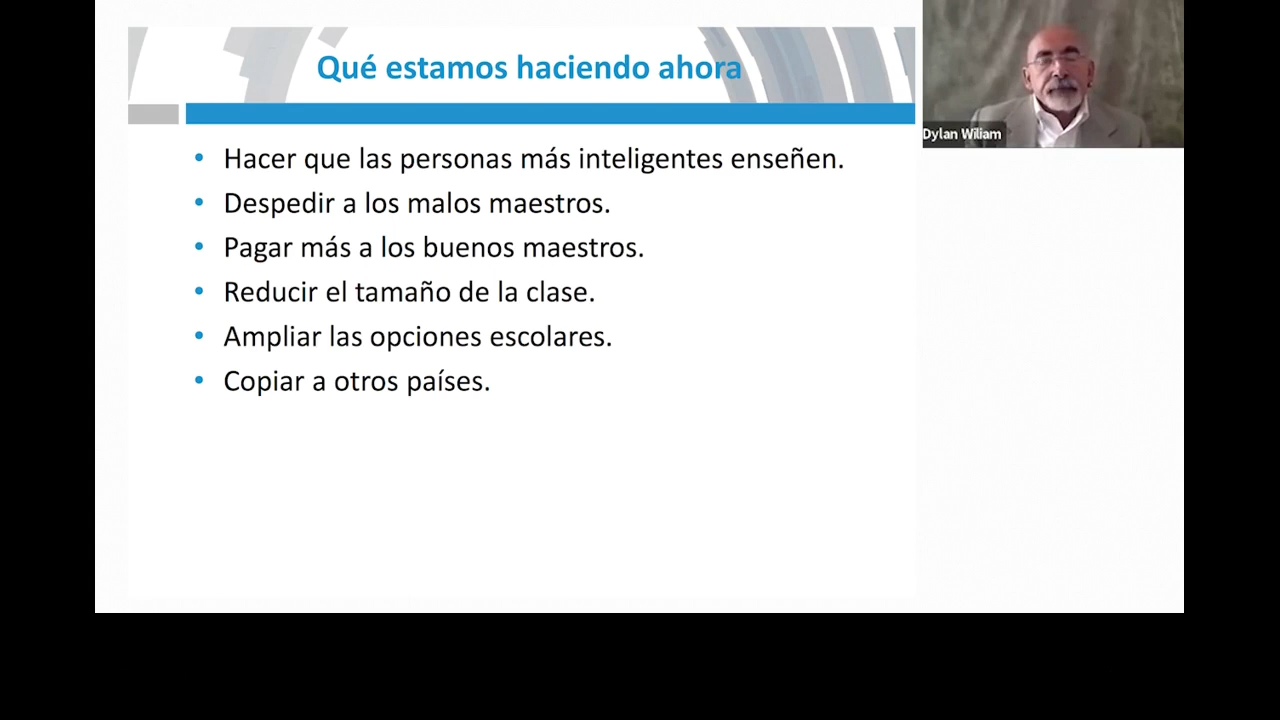 Qué estamos haciendo ahora
Dylan Wiliam
• Hacer que las personas más inteligentes enseñen.
• Despedir a los malos maestros.
• Pagar más a los buenos maestros.
• Reducir el tamaño de la clase.
• Ampliar las opciones escolares.
• Copiar a otros países.